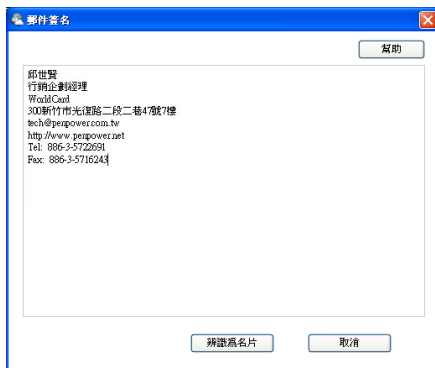 郵件簽名
幫助
邱世賢
行銷企劃經理
WorldCard
300新竹市光復路二段二巷47號7樓
tech@penpower.com.tw
http://www.penpower.net
Tel: 886-3-5722691
Fax: 886-3-5716243
辨識為名片
取消